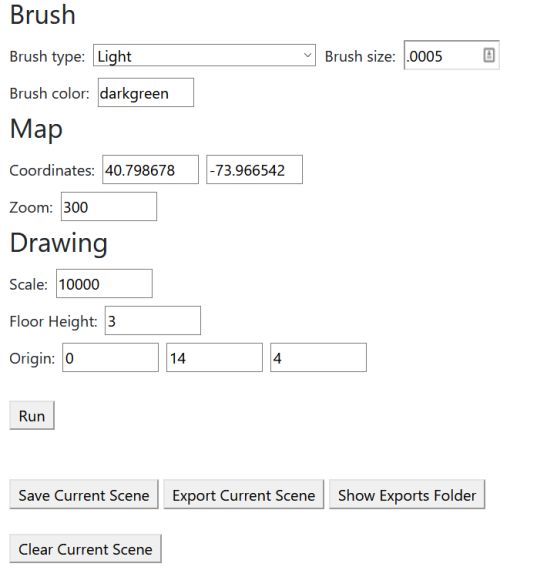 Brush
Brush type: Light Brush size: .0005
Brush color: darkgreen
Map
Coordinates: 40.798678 -73.966542
Zoom: 300
Drawing
Scale: 10000
Floor Height: 3
Origin: 0 14 4
Run
Save Current Scene Export Current Scene Show Exports Folder
Clear Current Scene